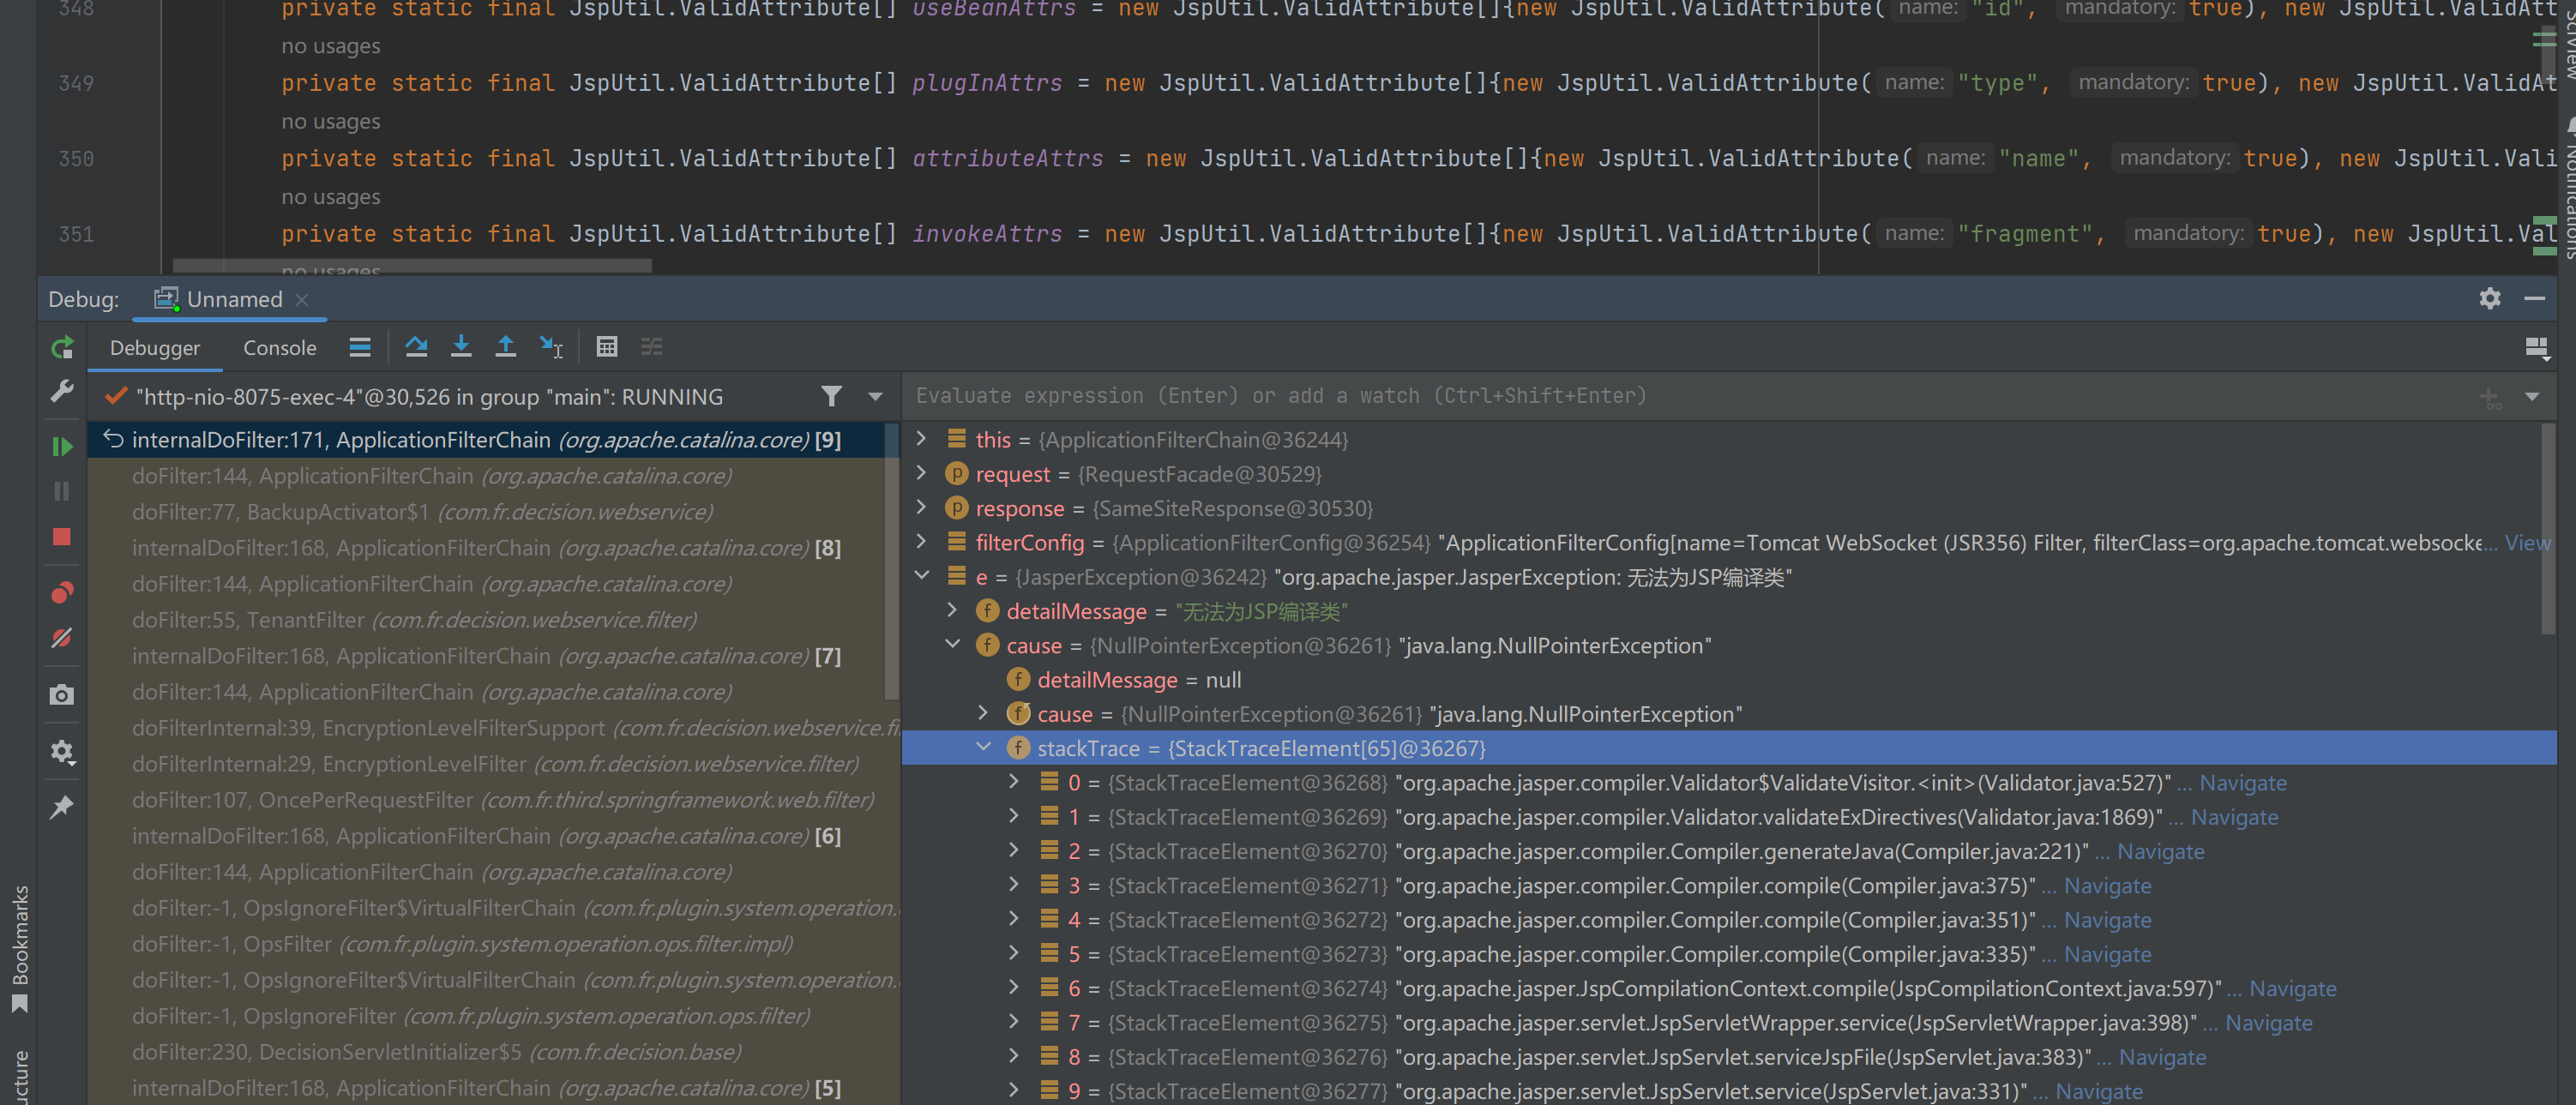 348 private static final JspUtil.ValidAttribute[] useBeanAttrs = new JspUtil.ValidAttribute[]{new JspUtil.ValidAttribute( name: "id", mandatory: true), new JspUtil.ValidAtt
no usages
349 private static final JspUtil.ValidAttribute[] plugInAttrs = new JspUtil.ValidAttribute[]{new JspUtil.ValidAttribute( name: "type", mandatory: true), new JspUtil.ValidAt
no usages
350 private static final JspUtil.ValidAttribute[] attributeAttrs = new JspUtil.ValidAttribute[]{new JspUtil.ValidAttribute( name: "name", mandatory: true), new JspUtil.Vali
no usages
351 private static final JspUtil.ValidAttribute[] invokeAttrs = new JspUtil.ValidAttribute[]{new JspUtil.ValidAttribute( name: "fragment", mandatory: true), new JspUtil.Val
no usages
SciView
Notifications
Debug: Unnamed
Debugger Console
"http-nio-8075-exec-4"@30,526 in group "main": RUNNING
internalDoFilter:171, ApplicationFilterChain (org.apache.catalina.core) [9]
doFilter:144, ApplicationFilterChain (org.apache.catalina.core)
doFilter:77, BackupActivator$1 (com.fr.decision.webservice)
internalDoFilter:168, ApplicationFilterChain (org.apache.catalina.core) [8]
doFilter:144, ApplicationFilterChain (org.apache.catalina.core)
doFilter:55, TenantFilter (com.fr.decision.webservice.filter)
internalDoFilter:168, ApplicationFilterChain (org.apache.catalina.core) [7]
doFilter:144, ApplicationFilterChain (org.apache.catalina.core)
doFilterInternal:39, EncryptionLevelFilterSupport (com.fr.decision.webservice.fi
doFilterInternal:29, EncryptionLevelFilter (com.fr.decision.webservice.filter)
doFilter:107, OncePerRequestFilter (com.fr.third.springframework.web.filter)
internalDoFilter:168, ApplicationFilterChain (org.apache.catalina.core) [6]
doFilter:144, ApplicationFilterChain (org.apache.catalina.core)
doFilter:-1, OpsIgnoreFilter$VirtualFilterChain (com.fr.plugin.system.operation.
doFilter:-1, OpsFilter (com.fr.plugin.system.operation.ops.filter.impl)
doFilter:-1, OpsIgnoreFilter$VirtualFilterChain (com.fr.plugin.system.operation.
doFilter:-1, OpsIgnoreFilter (com.fr.plugin.system.operation.ops.filter)
doFilter:230, DecisionServletInitializer$5 (com.fr.decision.base)
internalDoFilter:168, ApplicationFilterChain (org.apache.catalina.core) [5]
Evaluate expression (Enter) or add a watch (Ctrl+Shift+Enter)
this = {ApplicationFilterChain@36244}
request = {RequestFacade@30529}
response = {SameSiteResponse@30530}
filterConfig = {ApplicationFilterConfig@36254} "ApplicationFilterConfig[name=Tomcat WebSocket (JSR356) Filter, filterClass=org.apache.tomcat.websocke... View
e = {JasperException@36242} "org.apache.jasper.JasperException: 无法为JSP编译类"
detailMessage = "无法为JSP编译类"
cause = {NullPointerException@36261} "java.lang.NullPointerException"
detailMessage = null
cause = {NullPointerException@36261} "java.lang.NullPointerException"
stackTrace = {StackTraceElement[65]@36267}
0 = {StackTraceElement@36268} "org.apache.jasper.compiler.Validator$ValidateVisitor.<init>(Validator.java:527)" ... Navigate
1 = {StackTraceElement@36269} "org.apache.jasper.compiler.Validator.validateExDirectives(Validator.java:1869)" ... Navigate
2 = {StackTraceElement@36270} "org.apache.jasper.compiler.Compiler.generateJava(Compiler.java:221)" ... Navigate
3 = {StackTraceElement@36271} "org.apache.jasper.compiler.Compiler.compile(Compiler.java:375)" ... Navigate
4 = {StackTraceElement@36272} "org.apache.jasper.compiler.Compiler.compile(Compiler.java:351)" ... Navigate
5 = {StackTraceElement@36273} "org.apache.jasper.compiler.Compiler.compile(Compiler.java:335)" ... Navigate
6 = {StackTraceElement@36274} "org.apache.jasper.JspCompilationContext.compile(JspCompilationContext.java:597)" ... Navigate
7 = {StackTraceElement@36275} "org.apache.jasper.servlet.JspServletWrapper.service(JspServletWrapper.java:398)" ... Navigate
8 = {StackTraceElement@36276} "org.apache.jasper.servlet.JspServlet.serviceJspFile(JspServlet.java:383)" ... Navigate
9 = {StackTraceElement@36277} "org.apache.jasper.servlet.JspServlet.service(JspServlet.java:331)" ... Navigate
Bookmarks
ucture